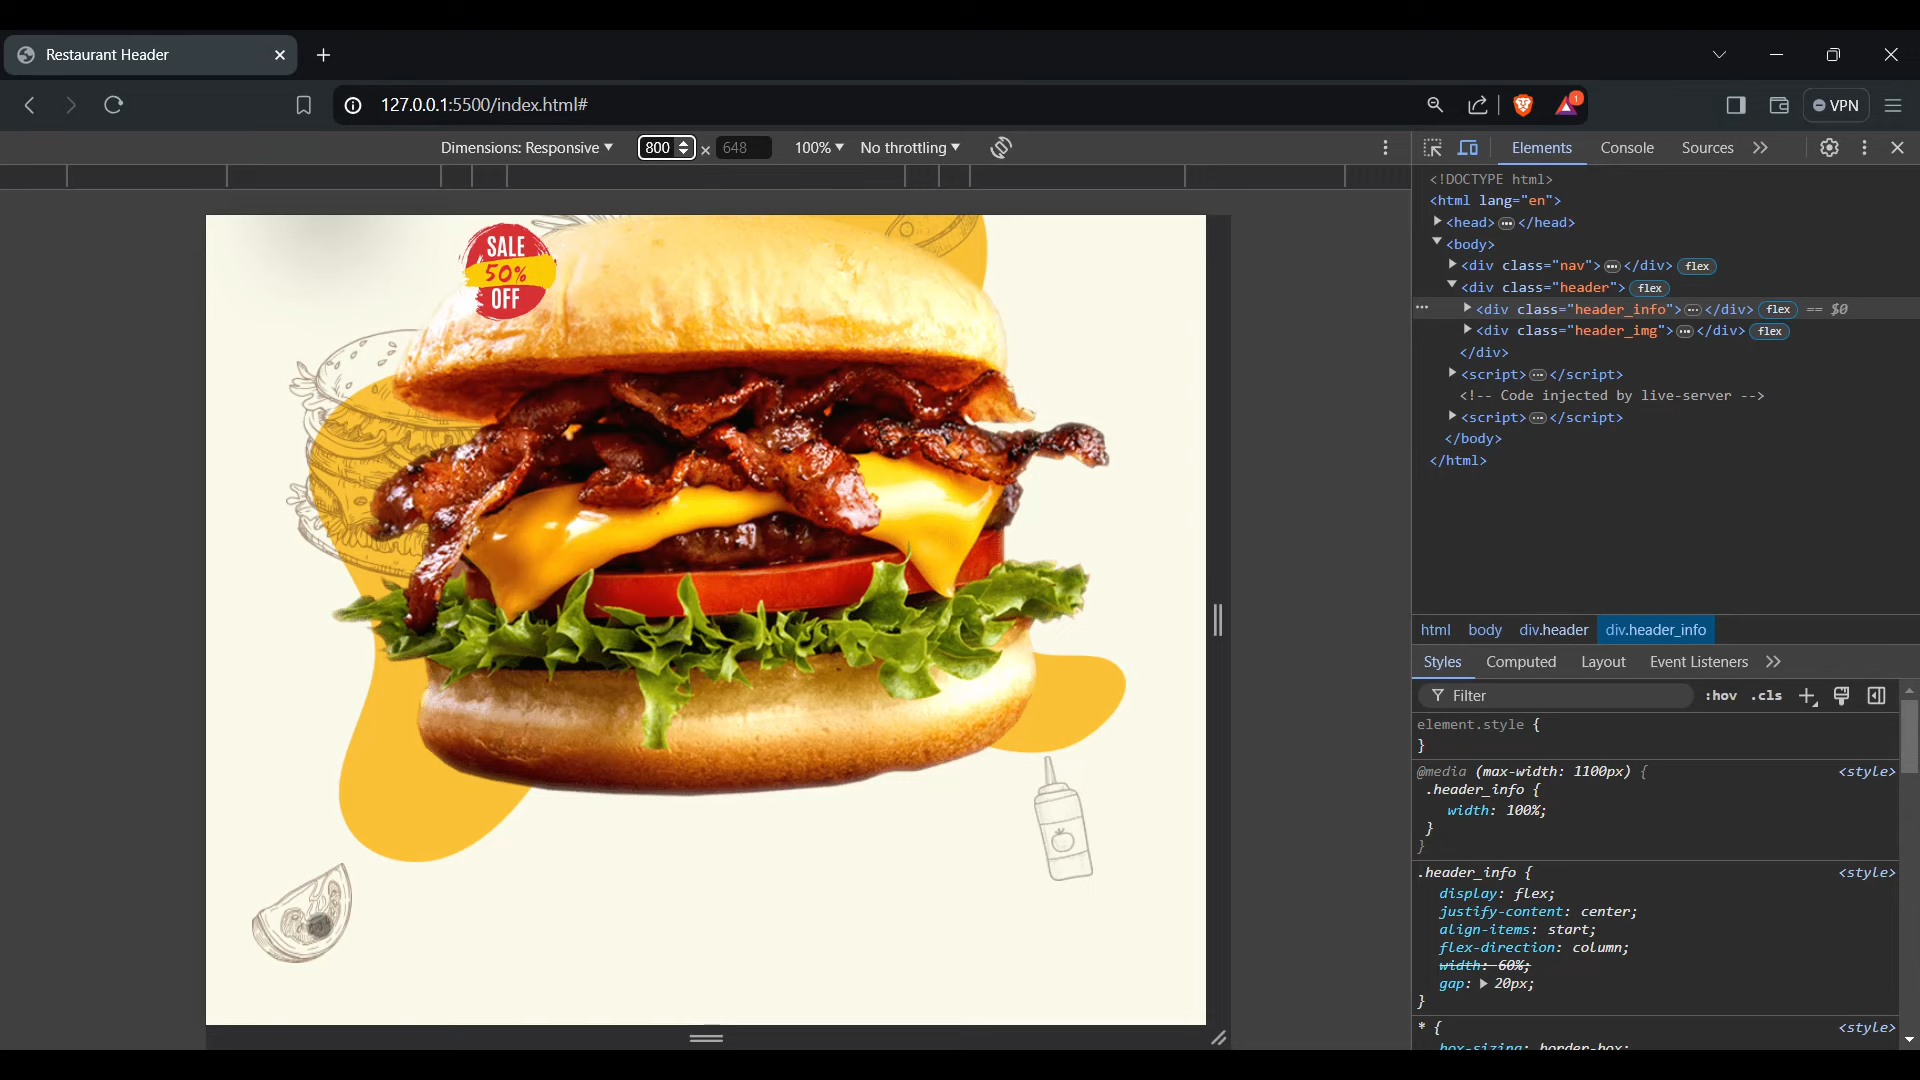 Restaurant Header
127.0.0.1:5500/index.html#
1
VPN
Dimensions: Responsive
800 × 648
100%
No throttling
Elements
Console
Sources
<!DOCTYPE html>
<html lang="en">
<head>
</head>
<body>
<div class="nav">
</div>
flex
<div class="header">
flex
<div class="header_info">
</div>
flex
== $0
<div class="header_img">
</div>
flex
</div>
<script>
</script>
<!-- Code injected by live-server -->
<script>
</script>
</body>
</html>
SALE
50%
OFF
html
body
div.header
div.header_info
Styles
Computed
Layout
Event Listeners
Filter
:hov
.cls
element.style {
}
@media (max-width: 1100px) {
<style>
.header_info {
width: 100%;
}
}
.header_info {
<style>
display: flex;
justify-content: center;
align-items: start;
flex-direction: column;
width: 60%;
gap: 20px;
}
* {
<style>
box-sizing: border-box;